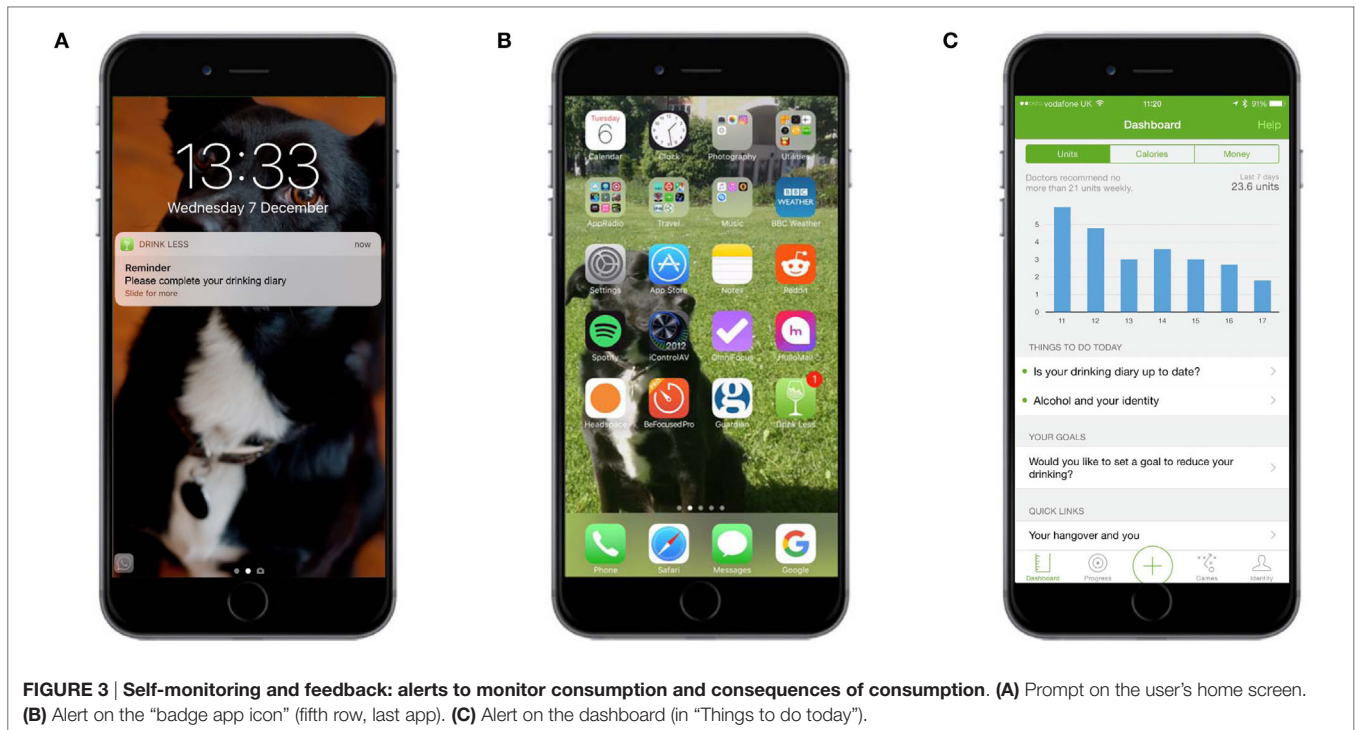 A
13:33
Wednesday 7 December
DRINK LESS now
Reminder
Please complete your drinking diary
Slide for more
B
Tuesday
6
Calendar Clock Photography Utilities
BBC
WEATHER
AppRadio Travel Music BBC Weather
Settings App Store Notes Reddit
2012
Spotify iControlAV OmniFocus HulloMail
1
Headspace BeFocusedPro Guardian Drink Less
Phone Safari Messages Google
C
vodafone UK 11:20 91%
Dashboard Help
Units Calories Money
Doctors recommend no
more than 21 units weekly.
Last 7 days
23.6 units
5
4
3
2
1
0
11 12 13 14 15 16 17
THINGS TO DO TODAY
Is your drinking diary up to date?
Alcohol and your identity
YOUR GOALS
Would you like to set a goal to reduce your
drinking?
QUICK LINKS
Your hangover and you
Dashboard Progress Games Identity
FIGURE 3 | Self-monitoring and feedback: alerts to monitor consumption and consequences of consumption. (A) Prompt on the user’s home screen.
(B) Alert on the “badge app icon” (fifth row, last app). (C) Alert on the dashboard (in “Things to do today”).